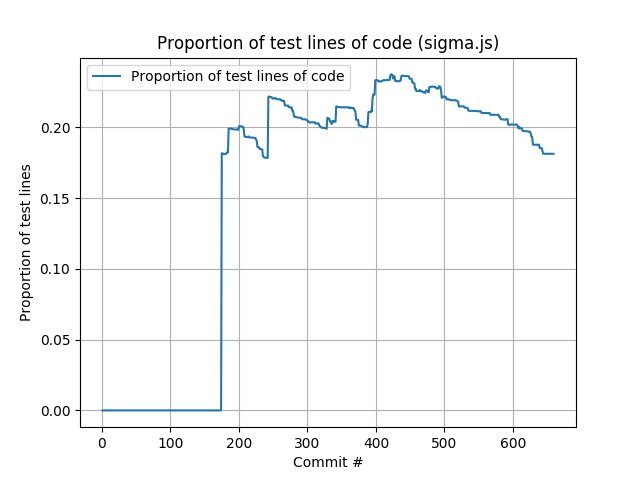 Proportion of test lines of code (sigma.js)
Proportion of test lines of code
Proportion of test lines
0.20
0.15
0.10
0.05
0.00
0 100 200 300 400 500 600
Commit #